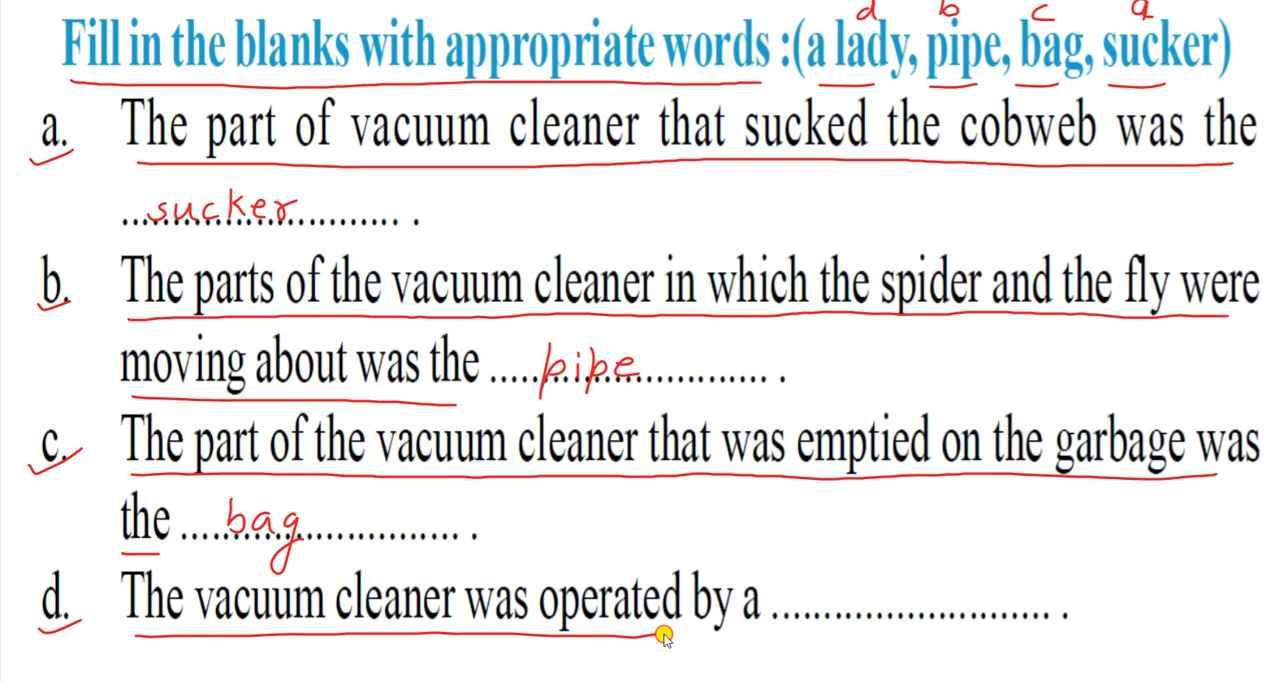 d b c a
Fill in the blanks with appropriate words :(a lady, pipe, bag, sucker)
a. The part of vacuum cleaner that sucked the cobweb was the
...sucker.......................... .
b. The parts of the vacuum cleaner in which the spider and the fly were
moving about was the .....pipe...................... .
c. The part of the vacuum cleaner that was emptied on the garbage was
the ....bag....................... .
d. The vacuum cleaner was operated by a ........................... .